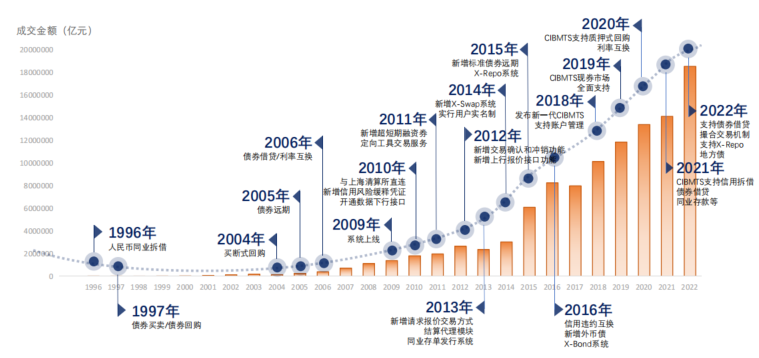 成交金额（亿元）
20000000
18000000
16000000
14000000
12000000
10000000
8000000
6000000
4000000
2000000
0
1996 1997 1998 1999 2000 2001 2002 2003 2004 2005 2006 2007 2008 2009 2010 2011 2012 2013 2014 2015 2016 2017 2018 2019 2020 2021 2022
1996年
人民币同业拆借
1997年
债券买卖/债券回购
2004年
买断式回购
2005年
债券远期
2006年
债券借贷/利率互换
2009年
系统上线
2010年
与上海清算所直连
新增信用风险缓释凭证
开通数据下行接口
2011年
新增超短期融资券
定向工具交易服务
2012年
新增交易确认和冲销功能
新增上行报价接口功能
2013年
新增请求报价交易方式
结算代理模块
同业存单发行系统
2014年
新增X-Swap系统
实行用户实名制
2015年
新增标准债券远期
X-Repo系统
2016年
信用违约互换
新增外币债
X-Bond系统
2018年
发布新一代CIBMTS
支持账户管理
2019年
CIBMTS现券市场
全面支持
2020年
CIBMTS支持质押式回购
利率互换
2021年
CIBMTS支持信用拆借
债券借贷
同业存款等
2022年
支持债券借贷
撮合交易机制
支持X-Repo
地方债